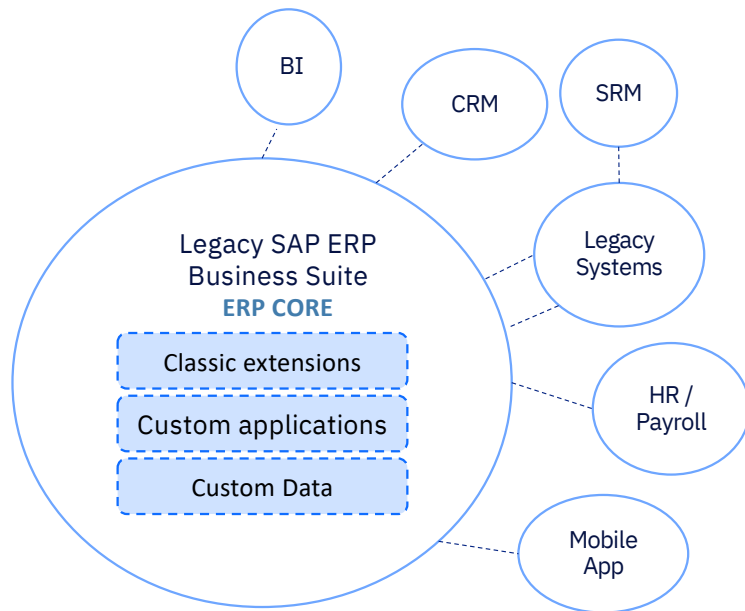 BI
CRM
SRM
Legacy SAP ERP
Business Suite
ERP CORE
Classic extensions
Custom applications
Custom Data
Legacy
Systems
HR /
Payroll
Mobile
App